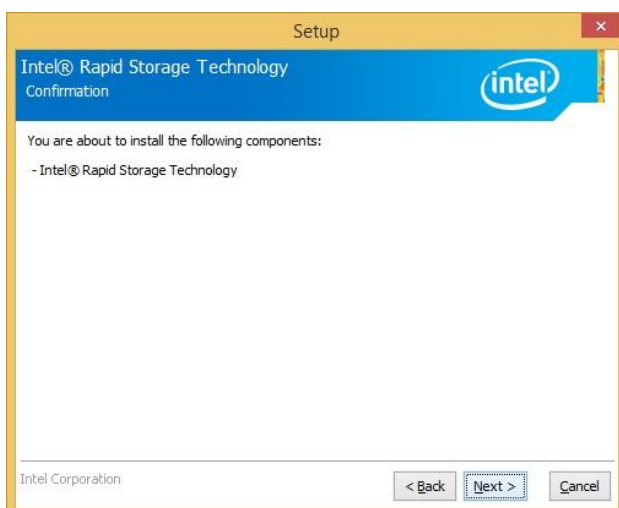 Setup
Intel® Rapid Storage Technology
Confirmation
intel
You are about to install the following components:
- Intel® Rapid Storage Technology
Intel Corporation
< Back
Next >
Cancel